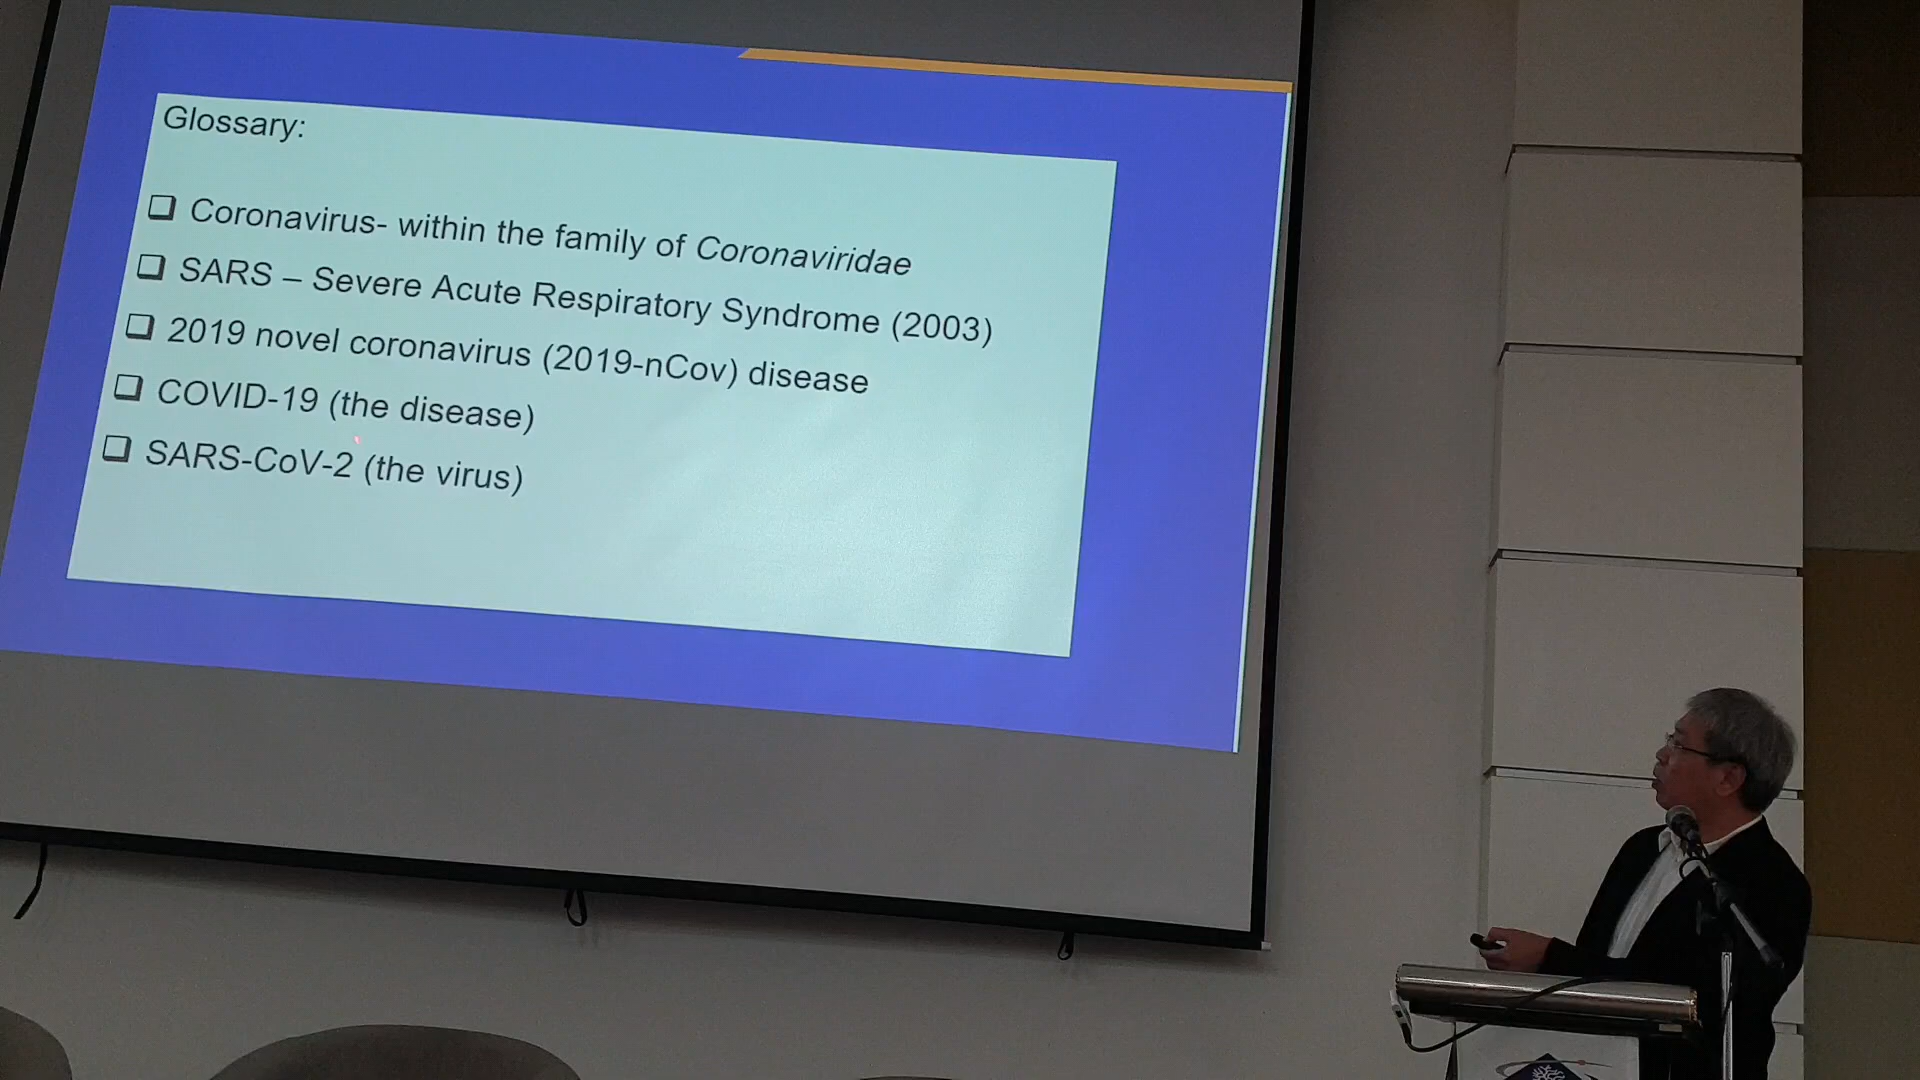 Glossary:
❑ Coronavirus- within the family of Coronaviridae
❑ SARS – Severe Acute Respiratory Syndrome (2003)
❑ 2019 novel coronavirus (2019-nCov) disease
❑ COVID-19 (the disease)
❑ SARS-CoV-2 (the virus)